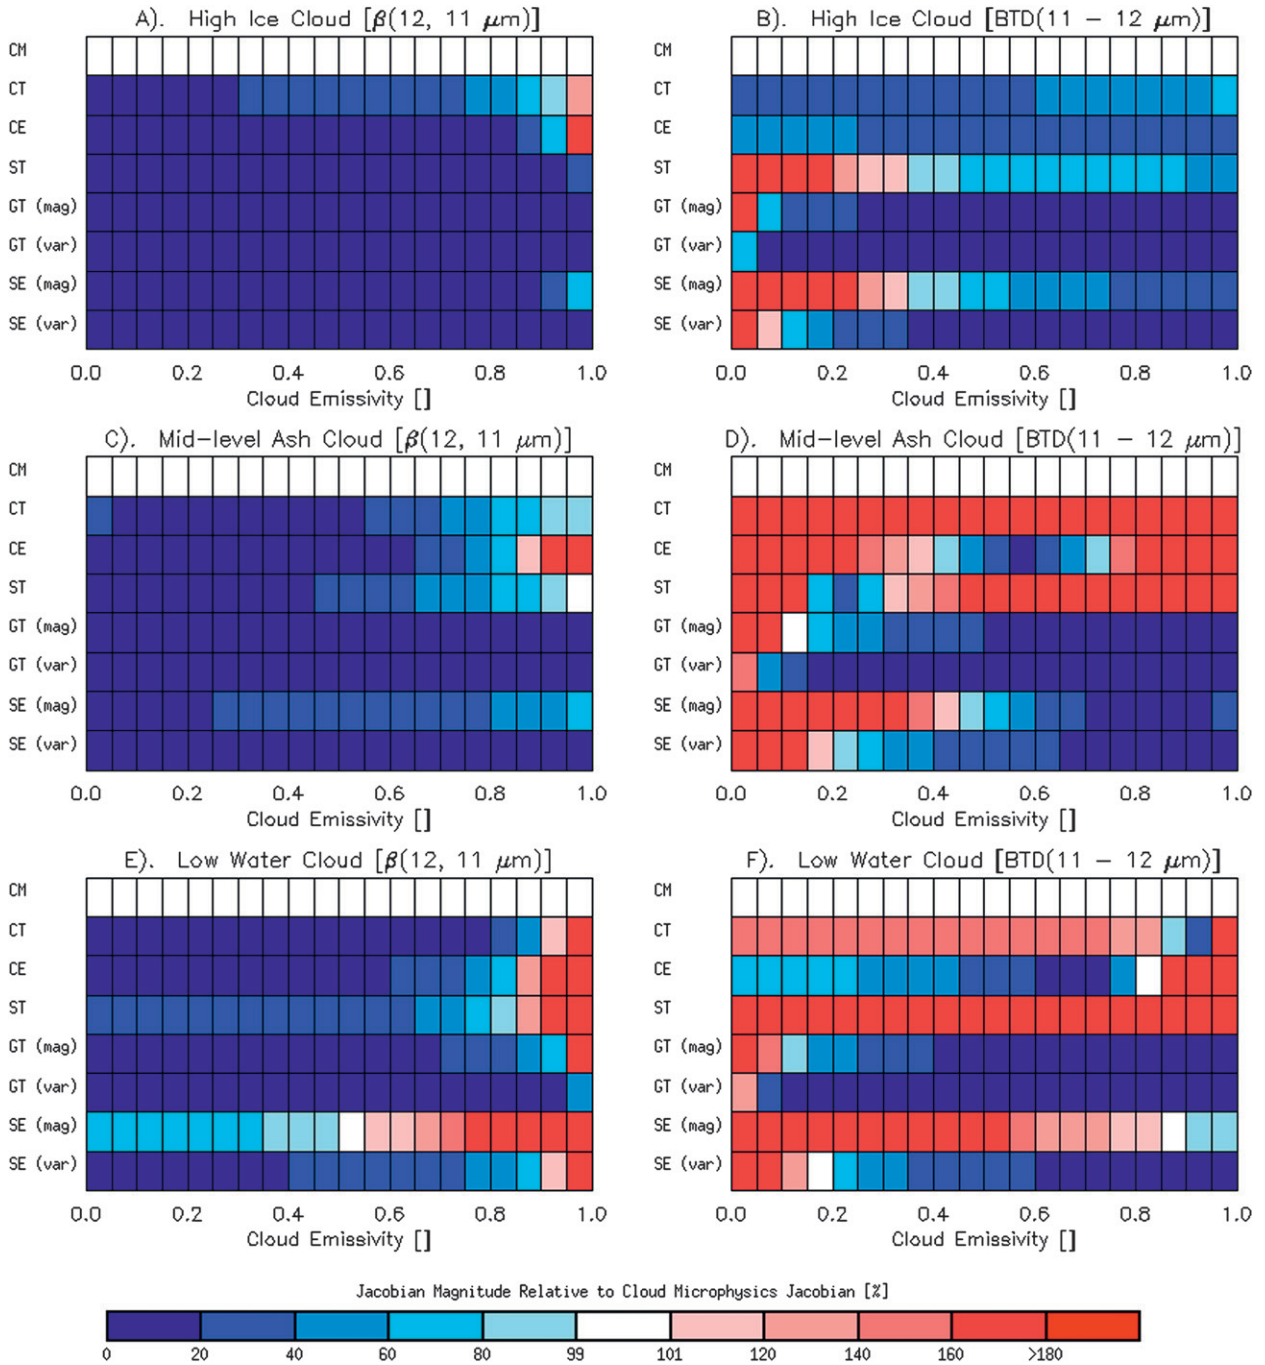 A). High Ice Cloud [β(12, 11 μm)]
CM
CT
CE
ST
GT (mag)
GT (var)
SE (mag)
SE (var)
0.0 0.2 0.4 0.6 0.8 1.0
Cloud Emissivity []
B). High Ice Cloud [BTD(11 – 12 μm)]
CM
CT
CE
ST
GT (mag)
GT (var)
SE (mag)
SE (var)
0.0 0.2 0.4 0.6 0.8 1.0
Cloud Emissivity []
C). Mid–level Ash Cloud [β(12, 11 μm)]
CM
CT
CE
ST
GT (mag)
GT (var)
SE (mag)
SE (var)
0.0 0.2 0.4 0.6 0.8 1.0
Cloud Emissivity []
D). Mid–level Ash Cloud [BTD(11 – 12 μm)]
CM
CT
CE
ST
GT (mag)
GT (var)
SE (mag)
SE (var)
0.0 0.2 0.4 0.6 0.8 1.0
Cloud Emissivity []
E). Low Water Cloud [β(12, 11 μm)]
CM
CT
CE
ST
GT (mag)
GT (var)
SE (mag)
SE (var)
0.0 0.2 0.4 0.6 0.8 1.0
Cloud Emissivity []
F). Low Water Cloud [BTD(11 – 12 μm)]
CM
CT
CE
ST
GT (mag)
GT (var)
SE (mag)
SE (var)
0.0 0.2 0.4 0.6 0.8 1.0
Cloud Emissivity []
Jacobian Magnitude Relative to Cloud Microphysics Jacobian [%]
0 20 40 60 80 99 101 120 140 160 >180